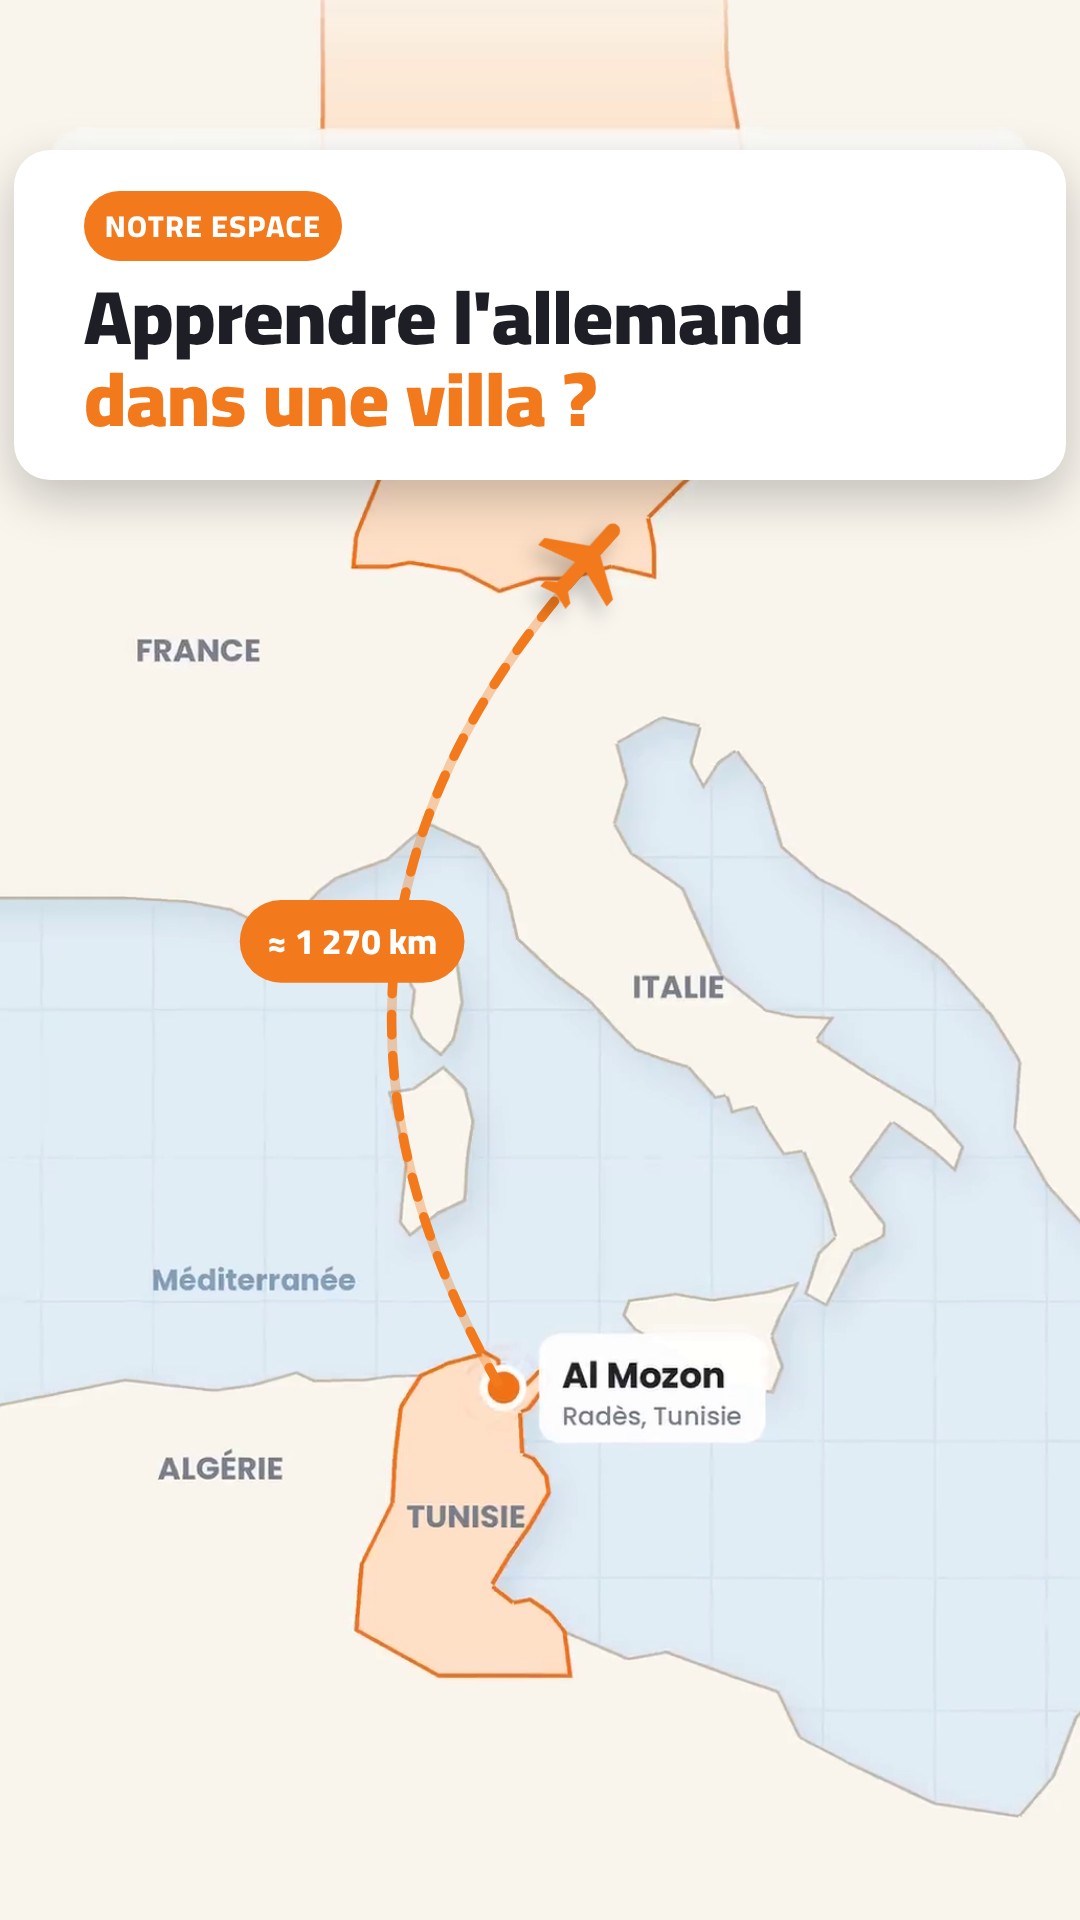 NOTRE ESPACE
Apprendre l'allemand
dans une villa ?
FRANCE
≈ 1 270 km
ITALIE
Méditerranée
Al Mozon
Radès, Tunisie
ALGÉRIE
TUNISIE